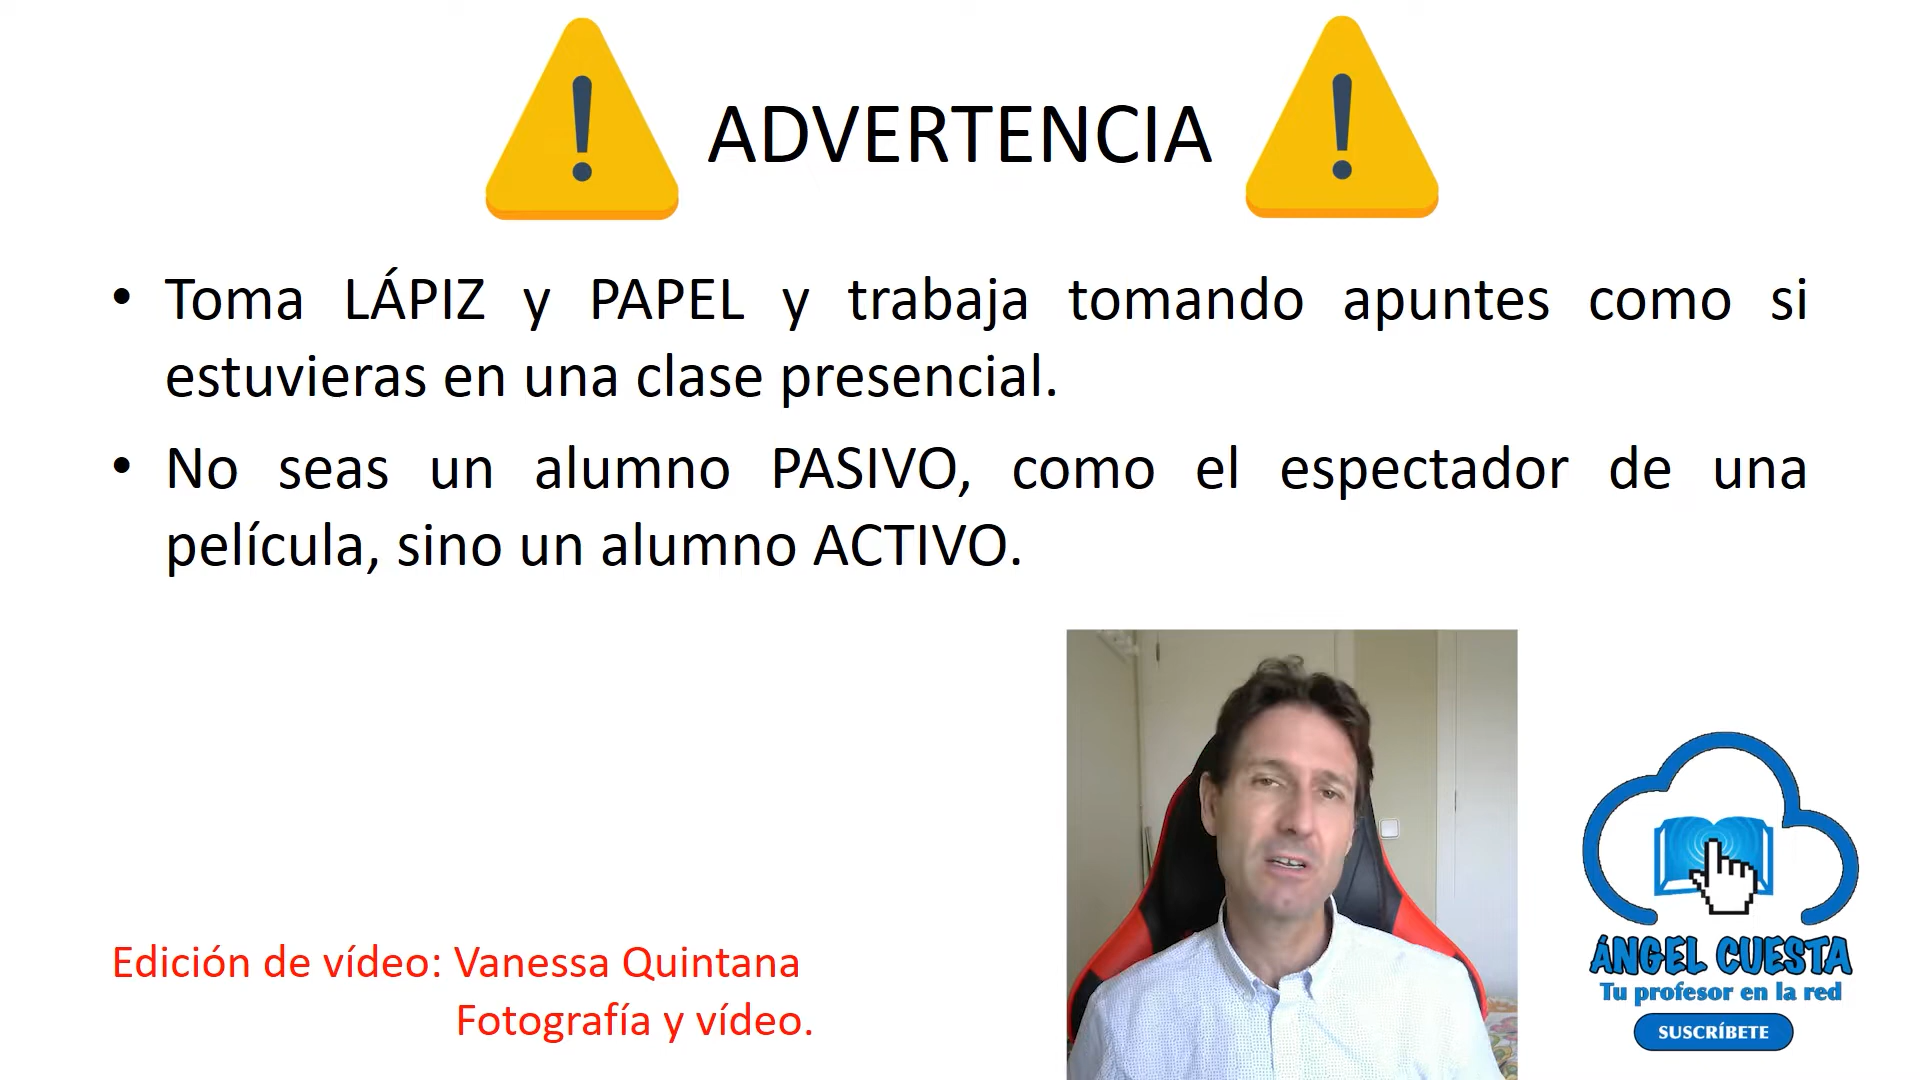 ADVERTENCIA
• Toma LÁPIZ y PAPEL y trabaja tomando apuntes como si
estuvieras en una clase presencial.
• No seas un alumno PASIVO, como el espectador de una
película, sino un alumno ACTIVO.
Edición de vídeo: Vanessa Quintana
Fotografía y vídeo.
ÁNGEL CUESTA
Tu profesor en la red
SUSCRÍBETE